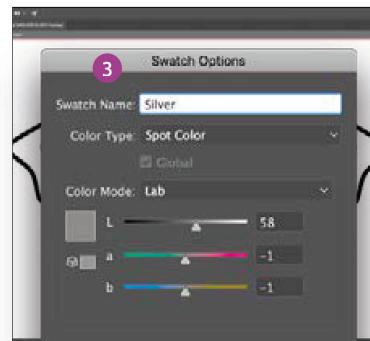 3
Swatch Options
Swatch Name: Silver
Color Type: Spot Color
Global
Color Mode: Lab
L 58
a -1
b -1